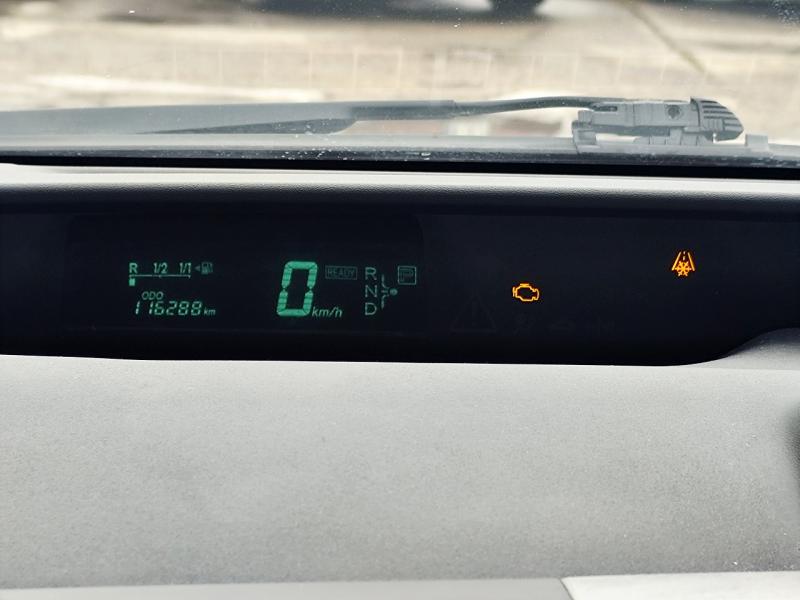 R 1/2 1/1
ODO
116288 km
0 km/h
READY
R
N
D
P